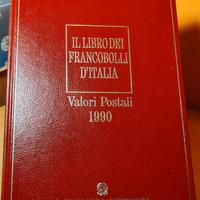 IL LIBRO DEI
FRANCOBOLLI
D'ITALIA
Valori Postali
1990